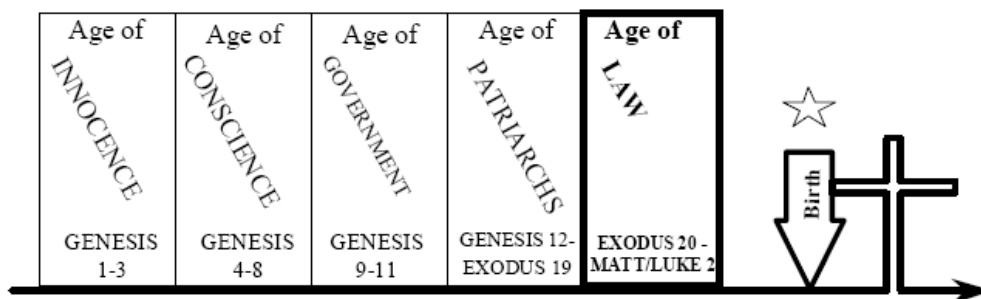 Age of
INNOCENCE
GENESIS
1-3
Age of
CONSCIENCE
GENESIS
4-8
Age of
GOVERNMENT
GENESIS
9-11
Age of
PATRIARCHS
GENESIS 12-
EXODUS 19
Age of
LAW
EXODUS 20 -
MATT/LUKE 2
Birth